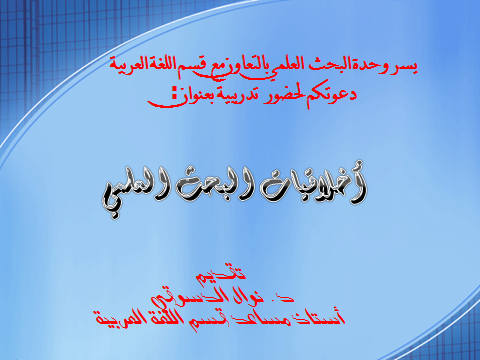 يسر وحدة البحث العلمي بالتعاون مع قسم اللغة العربية
دعوتكم لحضور تدريبية بعنوان:
أخلاقيات البحث العلمي
تقديم
د. نوال الدسوقي
أستاذ مساعد قسم اللغة العربية